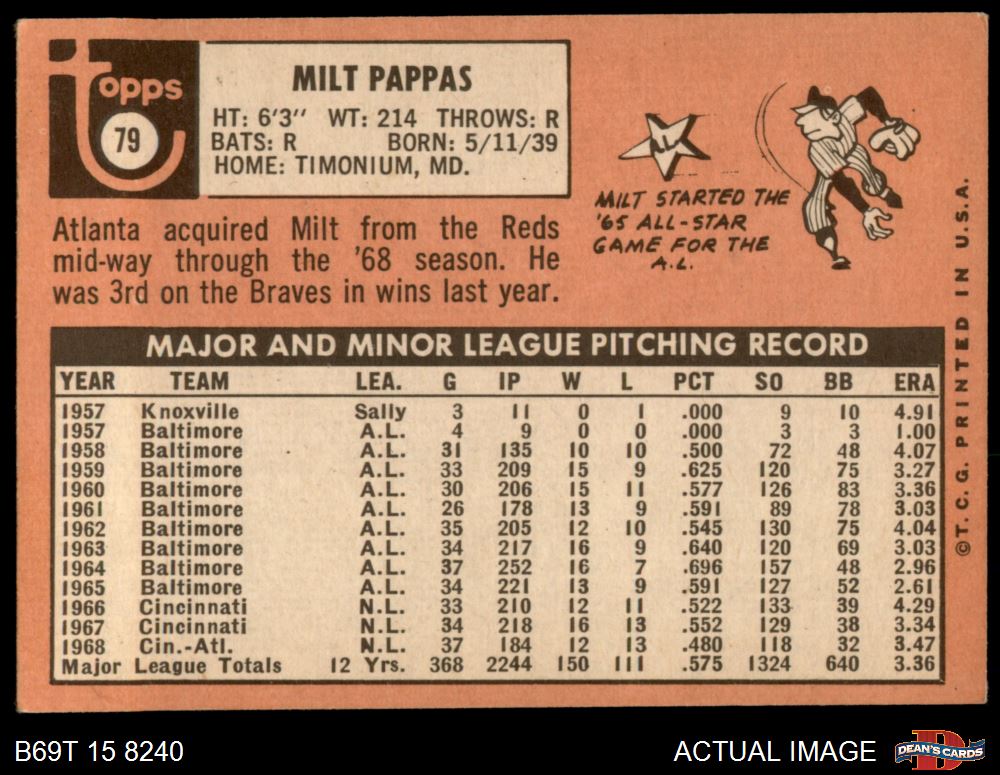 topps
79
MILT PAPPAS
HT: 6'3" WT: 214 THROWS: R
BATS: R BORN: 5/11/39
HOME: TIMONIUM, MD.
Atlanta acquired Milt from the Reds
mid-way through the '68 season. He
was 3rd on the Braves in wins last year.
A.L.
MILT STARTED THE
'65 ALL-STAR
GAME FOR THE
A.L.
MAJOR AND MINOR LEAGUE PITCHING RECORD
YEAR TEAM LEA. G IP W L PCT SO BB ERA
1957 Knoxville Sally 3 11 0 1 .000 9 10 4.91
1957 Baltimore A.L. 4 9 0 0 .000 3 3 1.00
1958 Baltimore A.L. 31 135 10 10 .500 72 48 4.07
1959 Baltimore A.L. 33 209 15 9 .625 120 75 3.27
1960 Baltimore A.L. 30 206 15 11 .577 126 83 3.36
1961 Baltimore A.L. 26 178 13 9 .591 89 78 3.03
1962 Baltimore A.L. 35 205 12 10 .545 130 75 4.04
1963 Baltimore A.L. 34 217 16 9 .640 120 69 3.03
1964 Baltimore A.L. 37 252 16 7 .696 157 48 2.96
1965 Baltimore A.L. 34 221 13 9 .591 127 52 2.61
1966 Cincinnati N.L. 33 210 12 11 .522 133 39 4.29
1967 Cincinnati N.L. 34 218 16 13 .552 129 38 3.34
1968 Cin.-Atl. N.L. 37 184 12 13 .480 118 32 3.47
Major League Totals 12 Yrs. 368 2244 150 111 .575 1324 640 3.36
©T.C.G. PRINTED IN U.S.A.
B69T 15 8240
ACTUAL IMAGE
DEAN'S CARDS